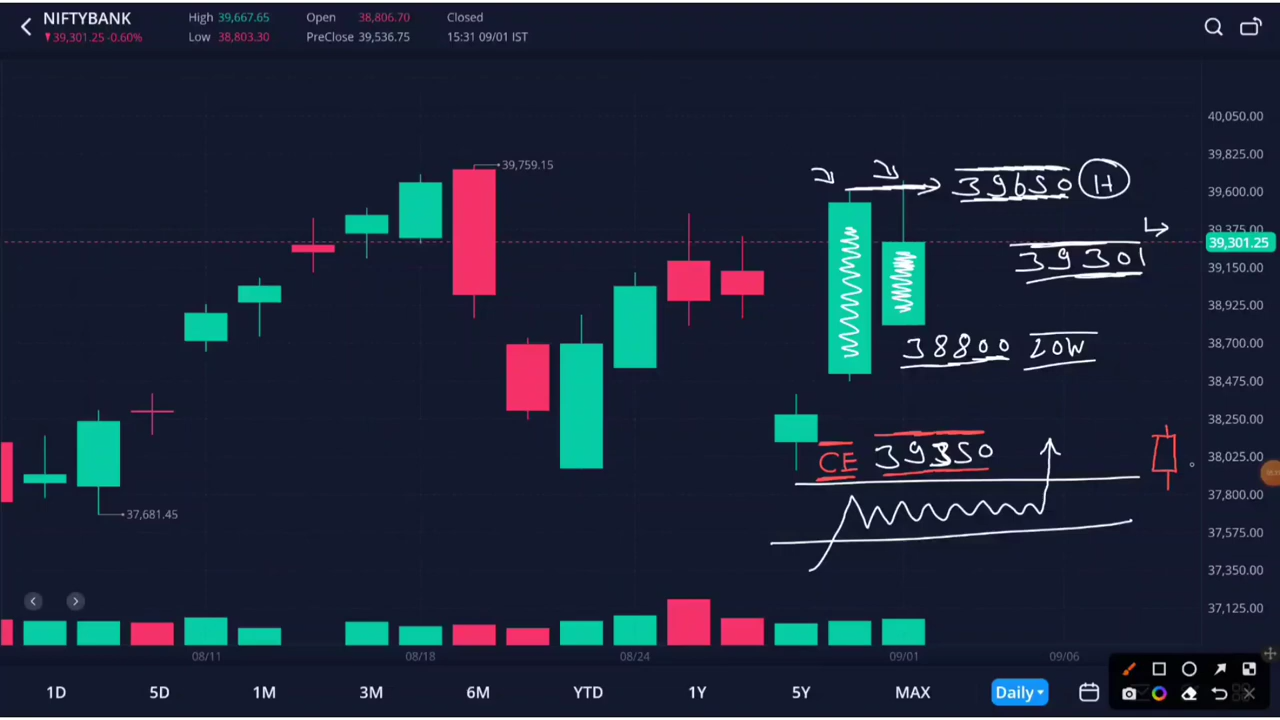 NIFTYBANK
▼39,301.25 -0.60%
High 39,667.65
Low 38,803.30
Open 38,806.70
PreClose 39,536.75
Closed
15:31 09/01 IST
39,759.15
37,681.45
39650 H
39301
38800 LOW
CE 39350
40,050.00
39,825.00
39,600.00
39,375.00
39,301.25
39,150.00
38,925.00
38,700.00
38,475.00
38,250.00
38,025.00
37,800.00
37,575.00
37,350.00
37,125.00
08/11 08/18 08/24 09/01 09/06
1D 5D 1M 3M 6M YTD 1Y 5Y MAX Daily